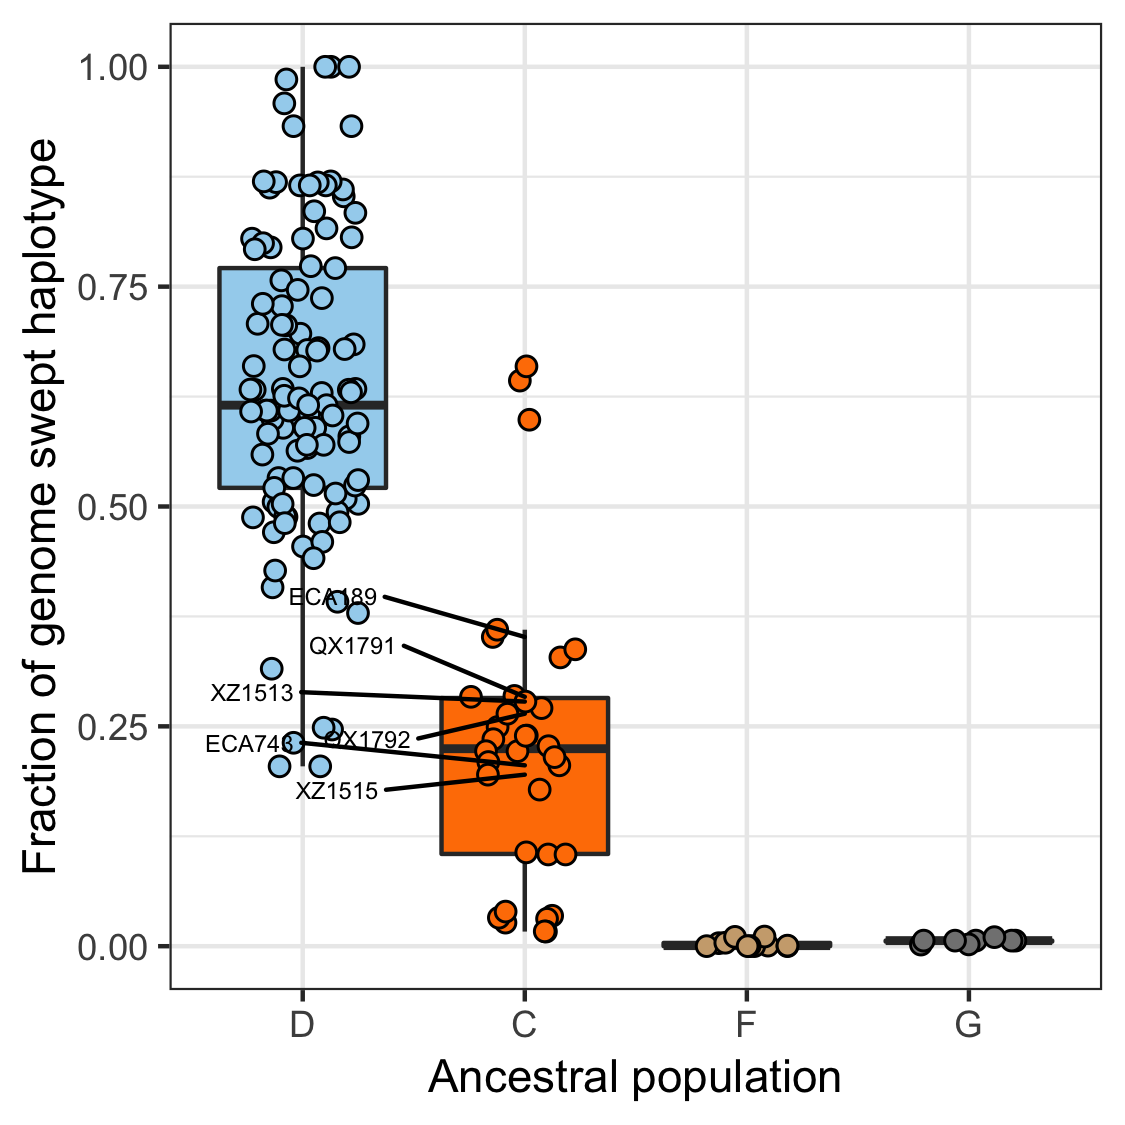 Fraction of genome swept haplotype
1.00
0.75
0.50
0.25
0.00
ECA189
QX1791
XZ1513
ECA743
QX1792
XZ1515
D
C
F
G
Ancestral population